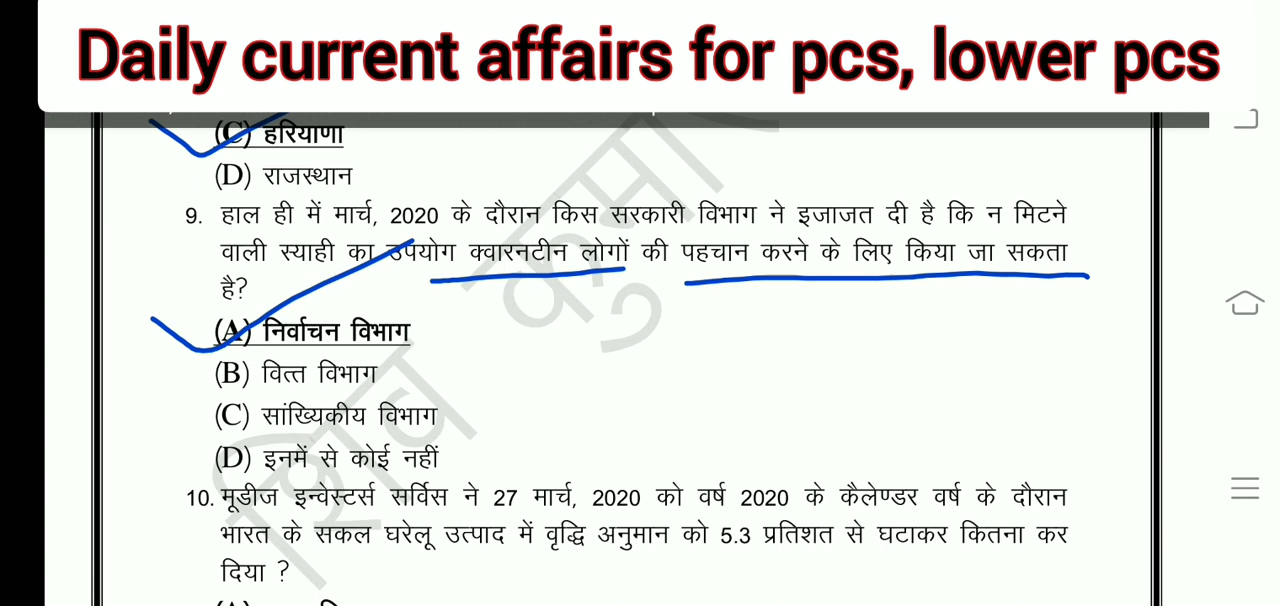 Daily current affairs for pcs, lower pcs
(C) हरियाणा
(D) राजस्थान
9. हाल ही में मार्च, 2020 के दौरान किस सरकारी विभाग ने इजाजत दी है कि न मिटने
वाली स्याही का उपयोग क्वारनटीन लोगों की पहचान करने के लिए किया जा सकता
है?
(A) निर्वाचन विभाग
(B) वित्त विभाग
(C) सांख्यिकीय विभाग
(D) इनमें से कोई नहीं
10. मूडीज इन्वेस्टर्स सर्विस ने 27 मार्च, 2020 को वर्ष 2020 के कैलेण्डर वर्ष के दौरान
भारत के सकल घरेलू उत्पाद में वृद्धि अनुमान को 5.3 प्रतिशत से घटाकर कितना कर
दिया ?
शिव कुमार